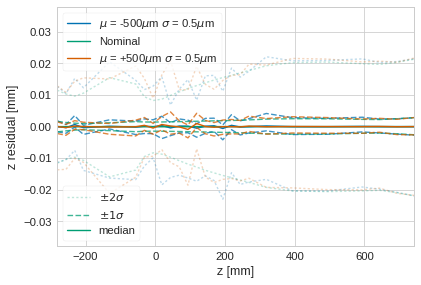 0.03
0.02
0.01
0.00
−0.01
−0.02
−0.03
z residual [mm]
μ = -500μm σ = 0.5μm
Nominal
μ = +500μm σ = 0.5μm
±2σ
±1σ
median
−200
0
200
400
600
z [mm]